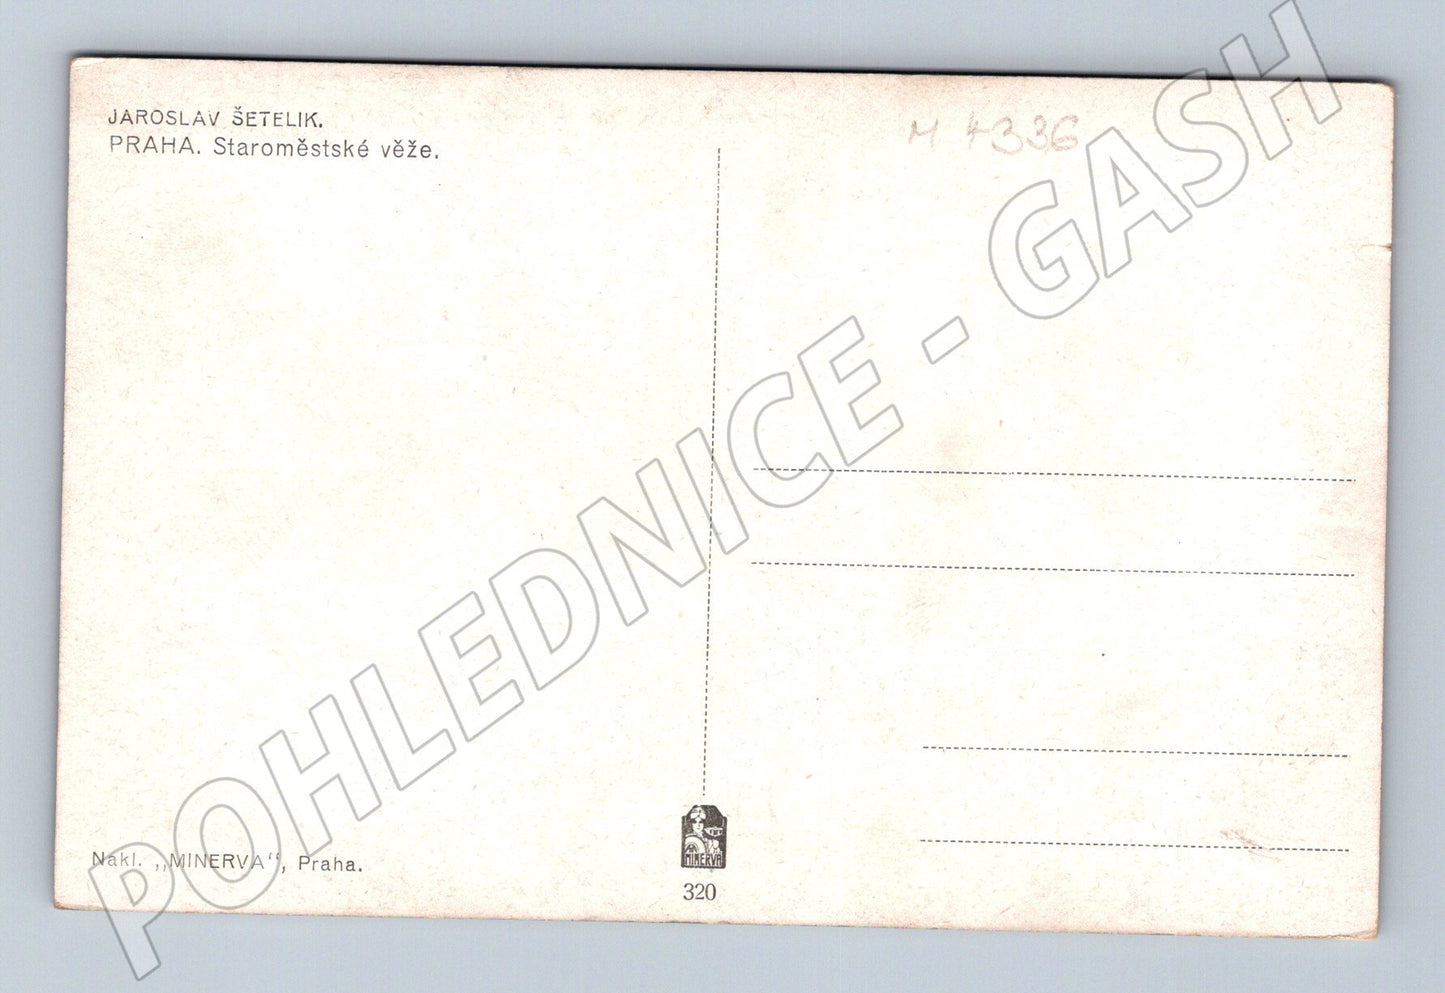 JAROSLAV ŠETELIK.
PRAHA. Staroměstské věže.
M 4336
POHLEDNICE - GASH
Nakl. „MINERVA“, Praha.
MINERVA
320